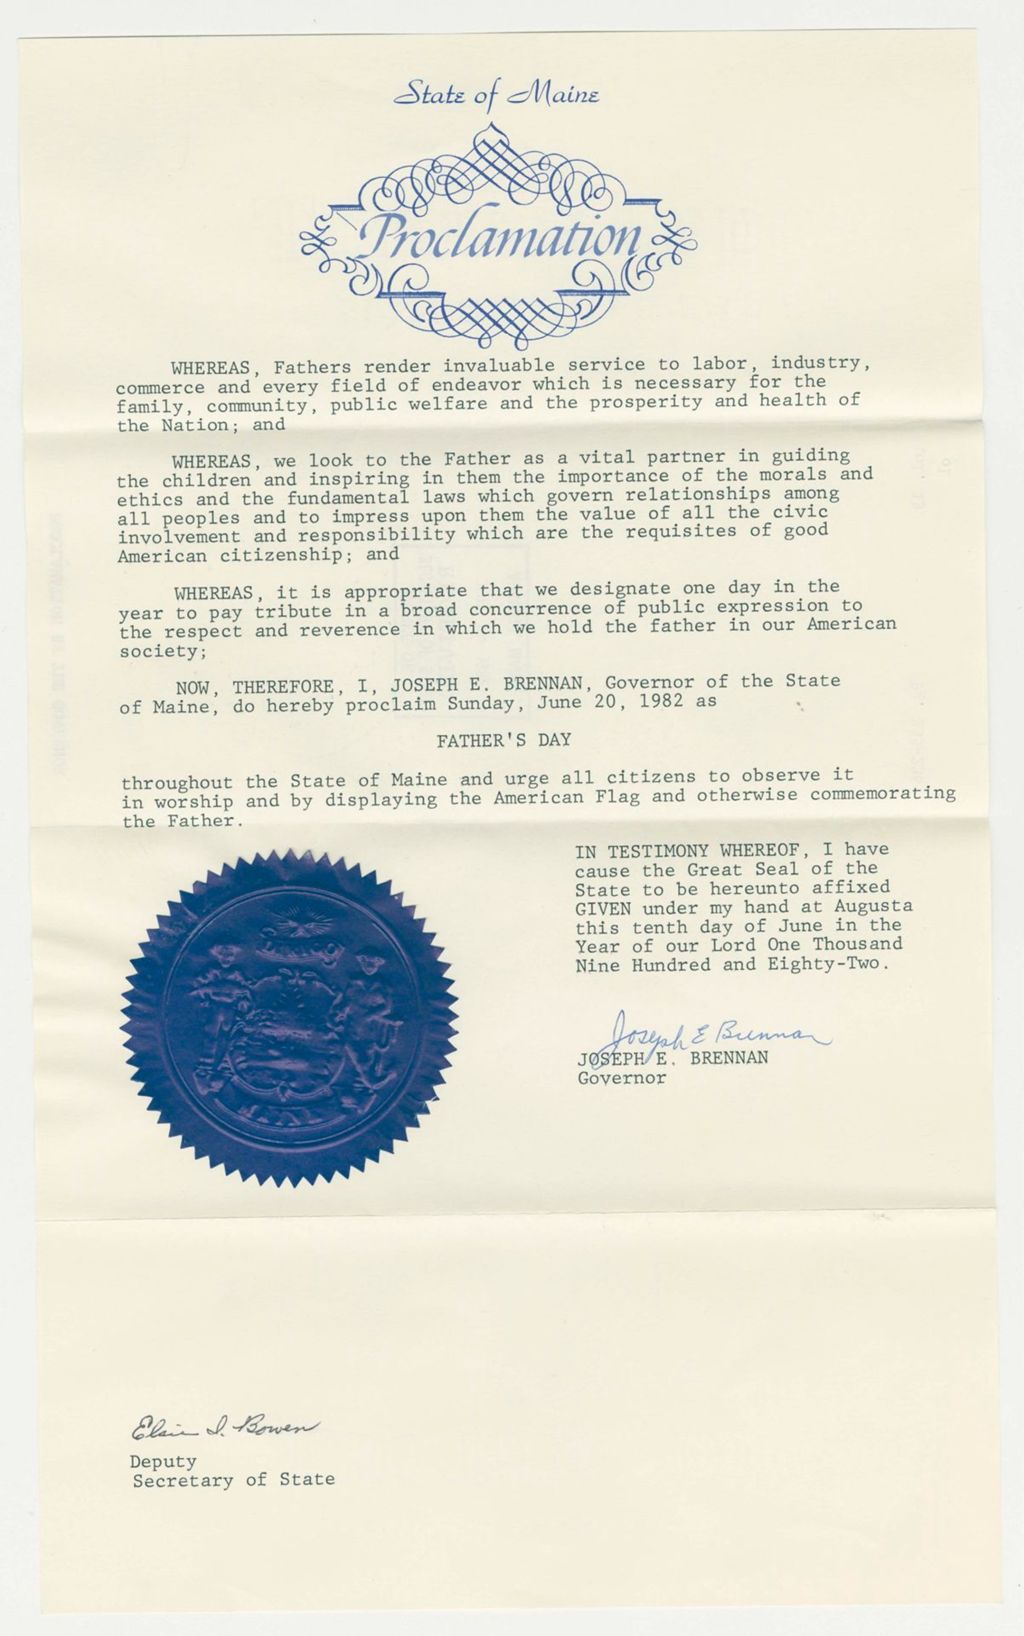 State of Maine
Proclamation
WHEREAS, Fathers render invaluable service to labor, industry,
commerce and every field of endeavor which is necessary for the
family, community, public welfare and the prosperity and health of
the Nation; and
WHEREAS, we look to the Father as a vital partner in guiding
the children and inspiring in them the importance of the morals and
ethics and the fundamental laws which govern relationships among
all peoples and to impress upon them the value of all the civic
involvement and responsibility which are the requisites of good
American citizenship; and
WHEREAS, it is appropriate that we designate one day in the
year to pay tribute in a broad concurrence of public expression to
the respect and reverence in which we hold the father in our American
society;
NOW, THEREFORE, I, JOSEPH E. BRENNAN, Governor of the State
of Maine, do hereby proclaim Sunday, June 20, 1982 as
FATHER'S DAY
throughout the State of Maine and urge all citizens to observe it
in worship and by displaying the American Flag and otherwise commemorating
the Father.
IN TESTIMONY WHEREOF, I have
cause the Great Seal of the
State to be hereunto affixed
GIVEN under my hand at Augusta
this tenth day of June in the
Year of our Lord One Thousand
Nine Hundred and Eighty-Two.
Joseph E Brennan
JOSEPH E. BRENNAN
Governor
DIRIGO
Bowen
Deputy
Secretary of State